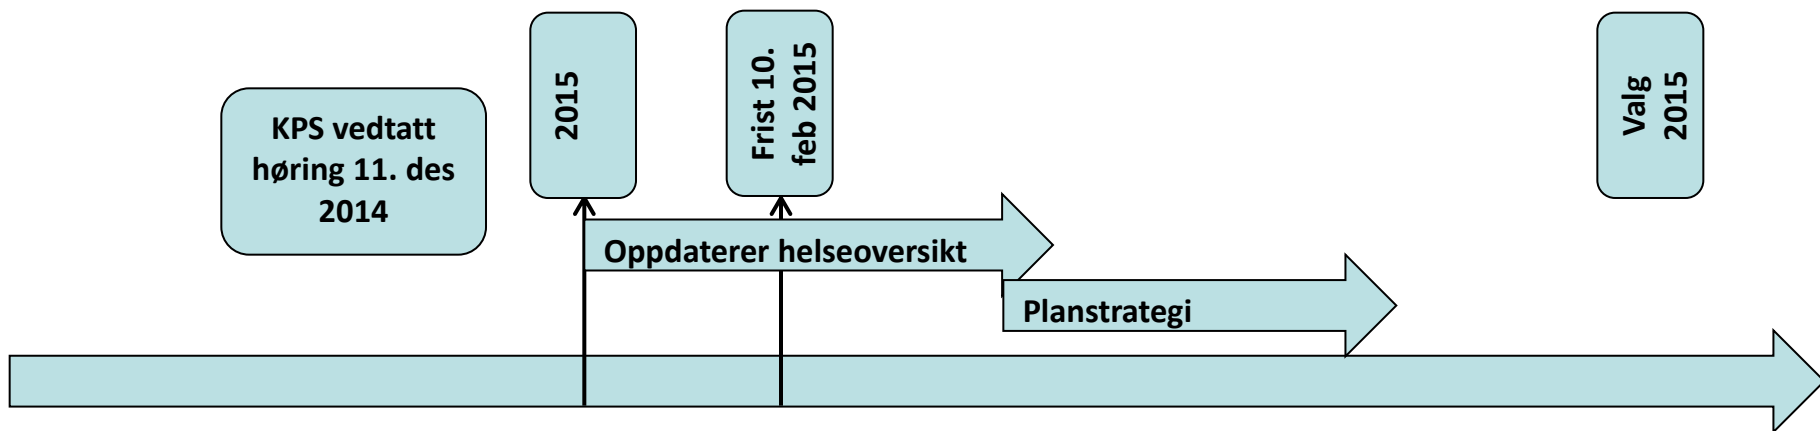 KPS vedtatt
høring 11. des
2014
2015
Frist 10.
feb 2015
Valg
2015
Oppdaterer helseoversikt
Planstrategi